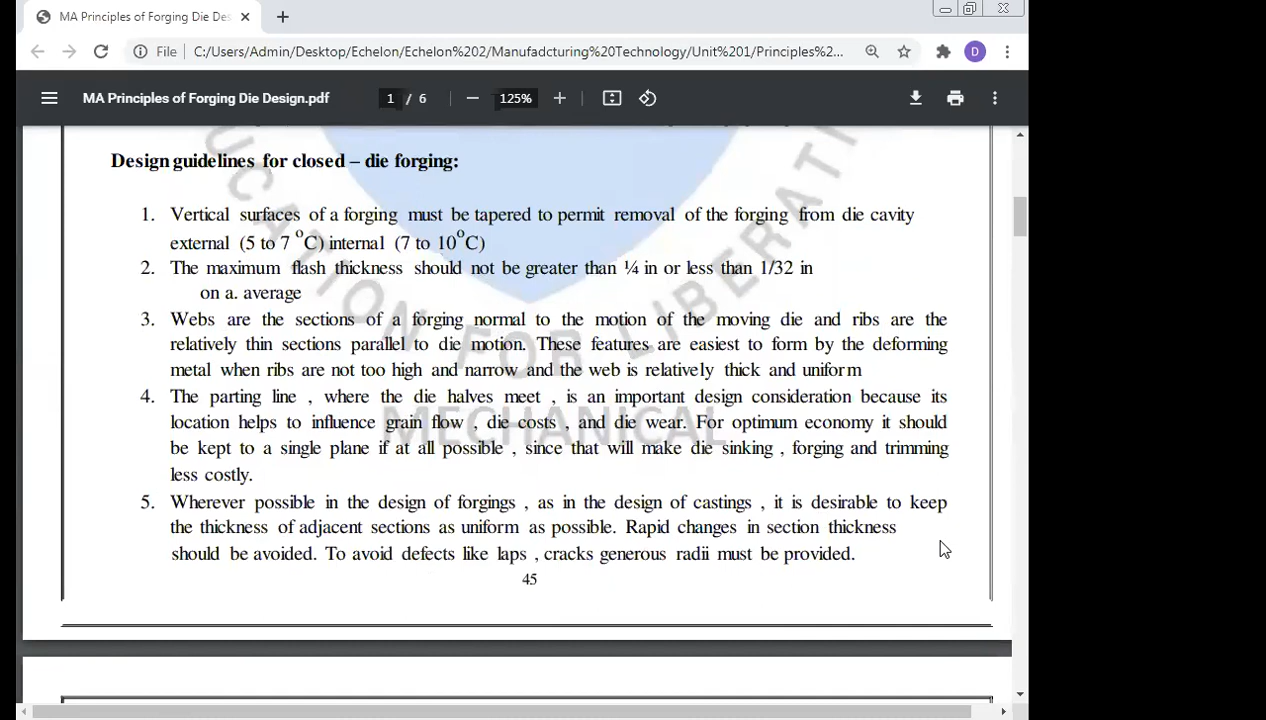 MA Principles of Forging Die Des
File C:/Users/Admin/Desktop/Echelon/Echelon%202/Manufadcturing%20Technology/Unit%201/Principles%2... D
MA Principles of Forging Die Design.pdf 1 / 6 125%
Design guidelines for closed – die forging:
1. Vertical surfaces of a forging must be tapered to permit removal of the forging from die cavity
external (5 to 7 °C) internal (7 to 10°C)
2. The maximum flash thickness should not be greater than ¼ in or less than 1/32 in
on a. average
3. Webs are the sections of a forging normal to the motion of the moving die and ribs are the
relatively thin sections parallel to die motion. These features are easiest to form by the deforming
metal when ribs are not too high and narrow and the web is relatively thick and uniform
4. The parting line , where the die halves meet , is an important design consideration because its
location helps to influence grain flow , die costs , and die wear. For optimum economy it should
be kept to a single plane if at all possible , since that will make die sinking , forging and trimming
less costly.
5. Wherever possible in the design of forgings , as in the design of castings , it is desirable to keep
the thickness of adjacent sections as uniform as possible. Rapid changes in section thickness
should be avoided. To avoid defects like laps , cracks generous radii must be provided.
45
UCATION FOR LIBERATI
MECHANICAL